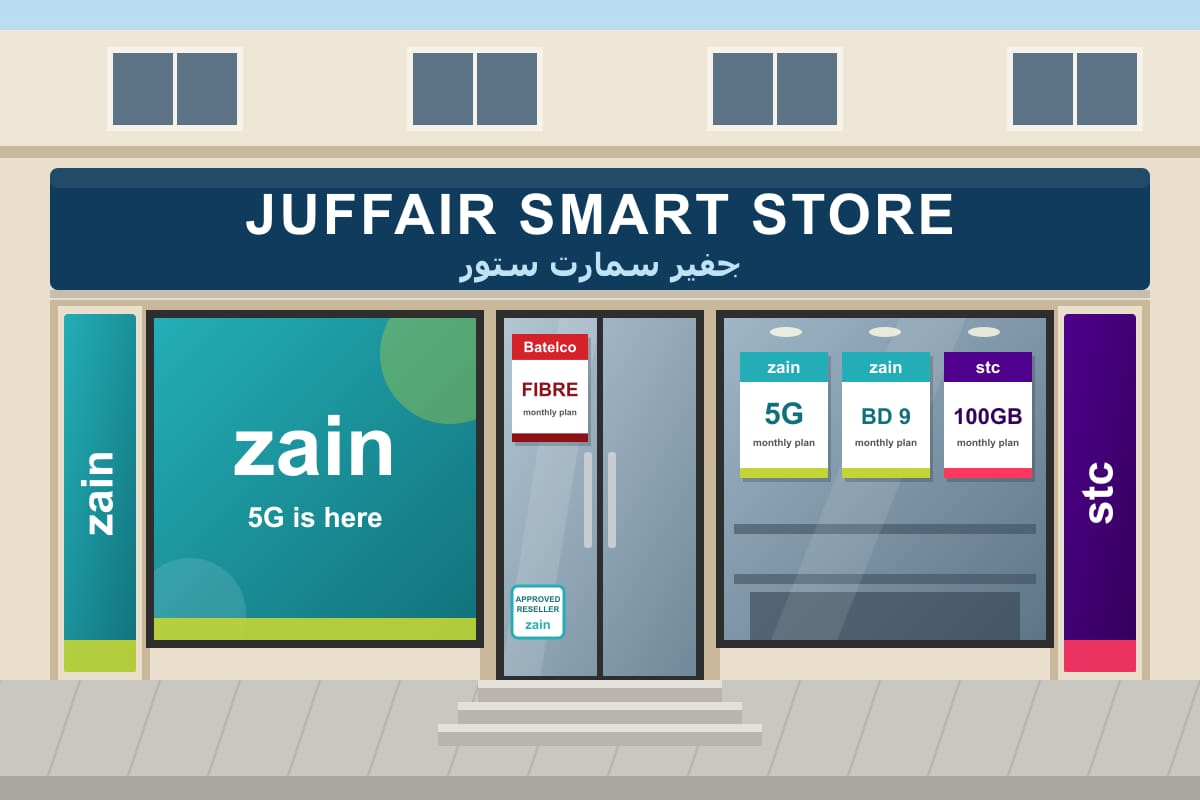 JUFFAIR SMART STORE
جفير سمارت ستور
zain
zain
5G is here
Batelco
FIBRE
monthly plan
APPROVED
RESELLER
zain
zain
5G
monthly plan
zain
BD 9
monthly plan
stc
100GB
monthly plan
stc